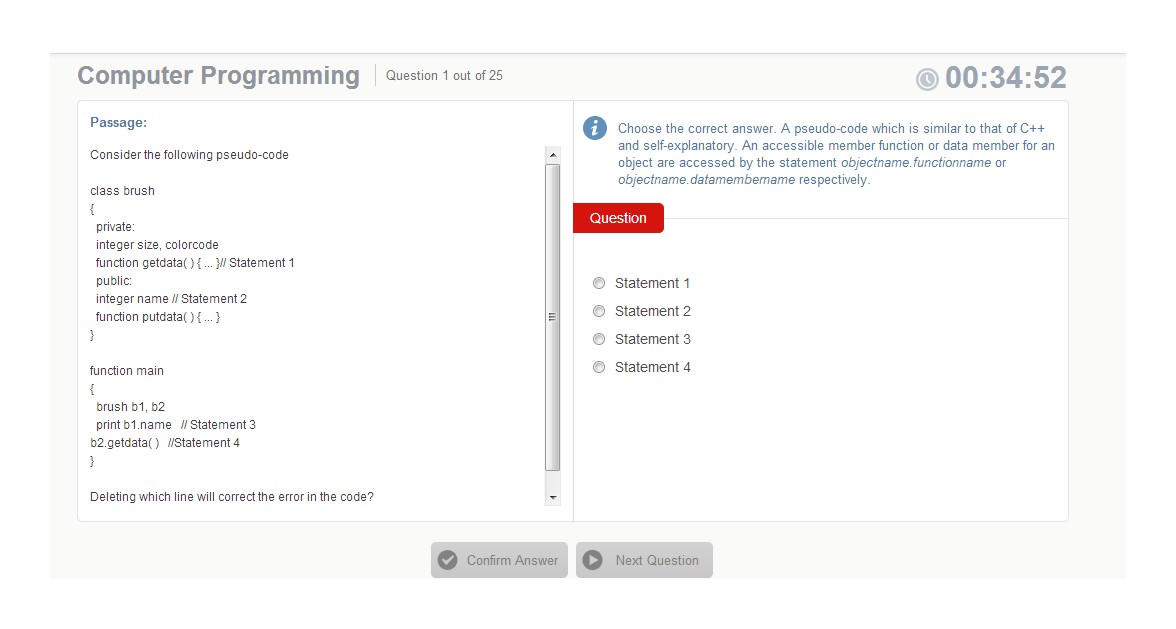 Computer Programming
Question 1 out of 25
00:34:52
Passage:
Consider the following pseudo-code
class brush
{
private:
integer size, colorcode
function getdata( ) { ... }// Statement 1
public:
integer name // Statement 2
function putdata( ) { ... }
}
function main
{
brush b1, b2
print b1.name // Statement 3
b2.getdata( ) //Statement 4
}
Deleting which line will correct the error in the code?
Choose the correct answer. A pseudo-code which is similar to that of C++
and self-explanatory. An accessible member function or data member for an
object are accessed by the statement objectname.functionname or
objectname.datamembername respectively.
Question
Statement 1
Statement 2
Statement 3
Statement 4
Confirm Answer
Next Question